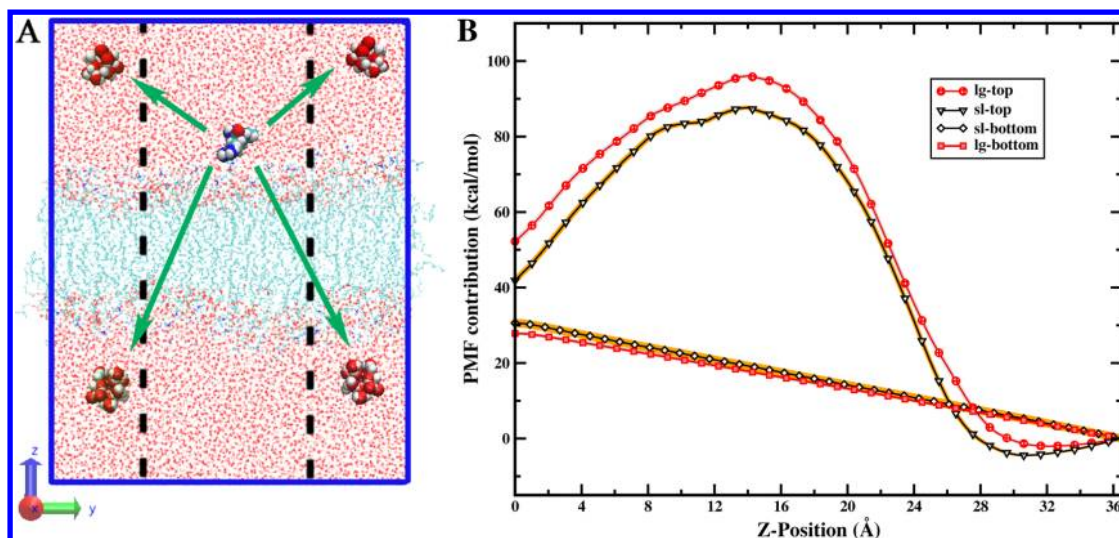 A
z
x
y
B
PMF contribution (kcal/mol)
100
80
60
40
20
0
lg-top
sl-top
sl-bottom
lg-bottom
0 4 8 12 16 20 24 28 32 36
Z-Position (Å)